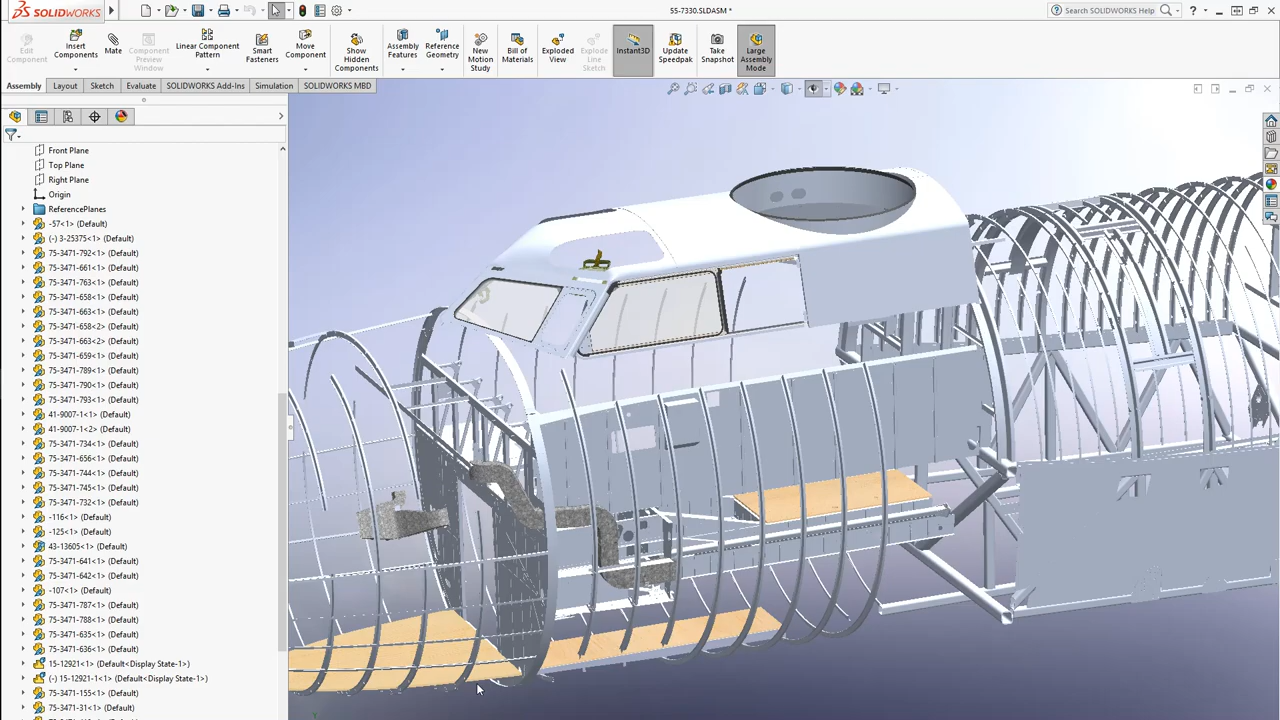 SOLIDWORKS
55-7330.SLDASM *
Search SOLIDWORKS Help
Edit Component
Insert Components
Mate
Component Preview Window
Linear Component Pattern
Smart Fasteners
Move Component
Show Hidden Components
Assembly Features
Reference Geometry
New Motion Study
Bill of Materials
Exploded View
Explode Line Sketch
Instant3D
Update Speedpak
Take Snapshot
Large Assembly Mode
Assembly
Layout
Sketch
Evaluate
SOLIDWORKS Add-Ins
Simulation
SOLIDWORKS MBD
Front Plane
Top Plane
Right Plane
Origin
ReferencePlanes
-57<1> (Default)
(-) 3-25375<1> (Default)
75-3471-792<1> (Default)
75-3471-661<1> (Default)
75-3471-763<1> (Default)
75-3471-658<1> (Default)
75-3471-663<1> (Default)
75-3471-658<2> (Default)
75-3471-663<2> (Default)
75-3471-659<1> (Default)
75-3471-789<1> (Default)
75-3471-790<1> (Default)
75-3471-793<1> (Default)
41-9007-1<1> (Default)
41-9007-1<2> (Default)
75-3471-734<1> (Default)
75-3471-656<1> (Default)
75-3471-744<1> (Default)
75-3471-745<1> (Default)
75-3471-732<1> (Default)
-116<1> (Default)
-125<1> (Default)
43-13605<1> (Default)
75-3471-641<1> (Default)
75-3471-642<1> (Default)
-107<1> (Default)
75-3471-787<1> (Default)
75-3471-788<1> (Default)
75-3471-635<1> (Default)
75-3471-636<1> (Default)
15-12921<1> (Default<Display State-1>)
(-) 15-12921-1<1> (Default<Display State-1>)
75-3471-155<1> (Default)
75-3471-31<1> (Default)